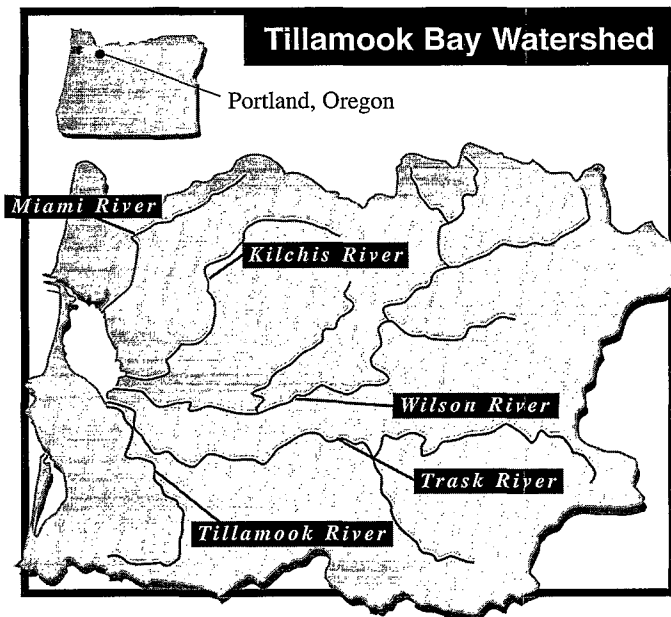 Tillamook Bay Watershed
Portland, Oregon
Miami River
Kilchis River
Wilson River
Trask River
Tillamook River